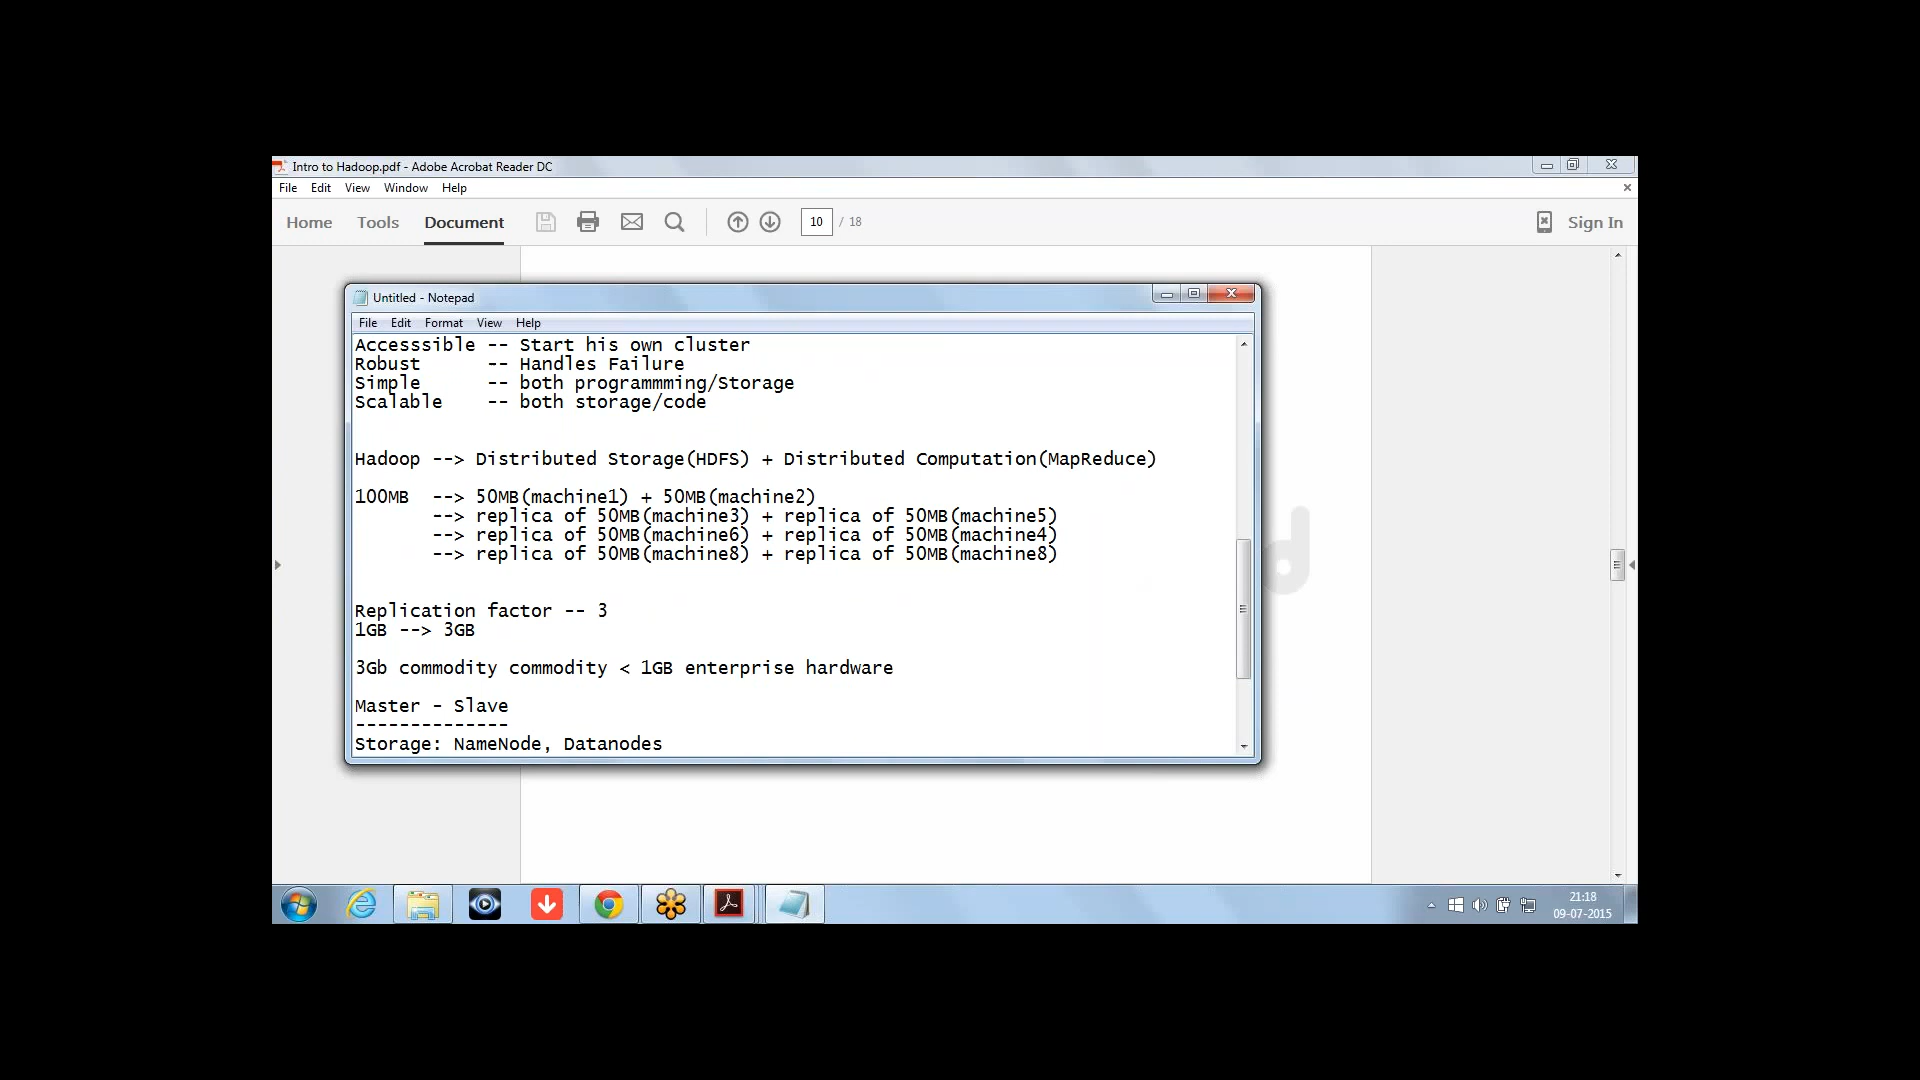 Intro to Hadoop.pdf - Adobe Acrobat Reader DC
File Edit View Window Help
Home Tools Document 10 / 18 Sign In
Untitled - Notepad
File Edit Format View Help
Accesssible -- Start his own cluster
Robust -- Handles Failure
Simple -- both programmming/Storage
Scalable -- both storage/code
Hadoop --> Distributed Storage(HDFS) + Distributed Computation(MapReduce)
100MB --> 50MB(machine1) + 50MB(machine2)
--> replica of 50MB(machine3) + replica of 50MB(machine5)
--> replica of 50MB(machine6) + replica of 50MB(machine4)
--> replica of 50MB(machine8) + replica of 50MB(machine8)
Replication factor -- 3
1GB --> 3GB
3Gb commodity commodity < 1GB enterprise hardware
Master - Slave
--------------
Storage: NameNode, Datanodes
d
21:18
09-07-2015